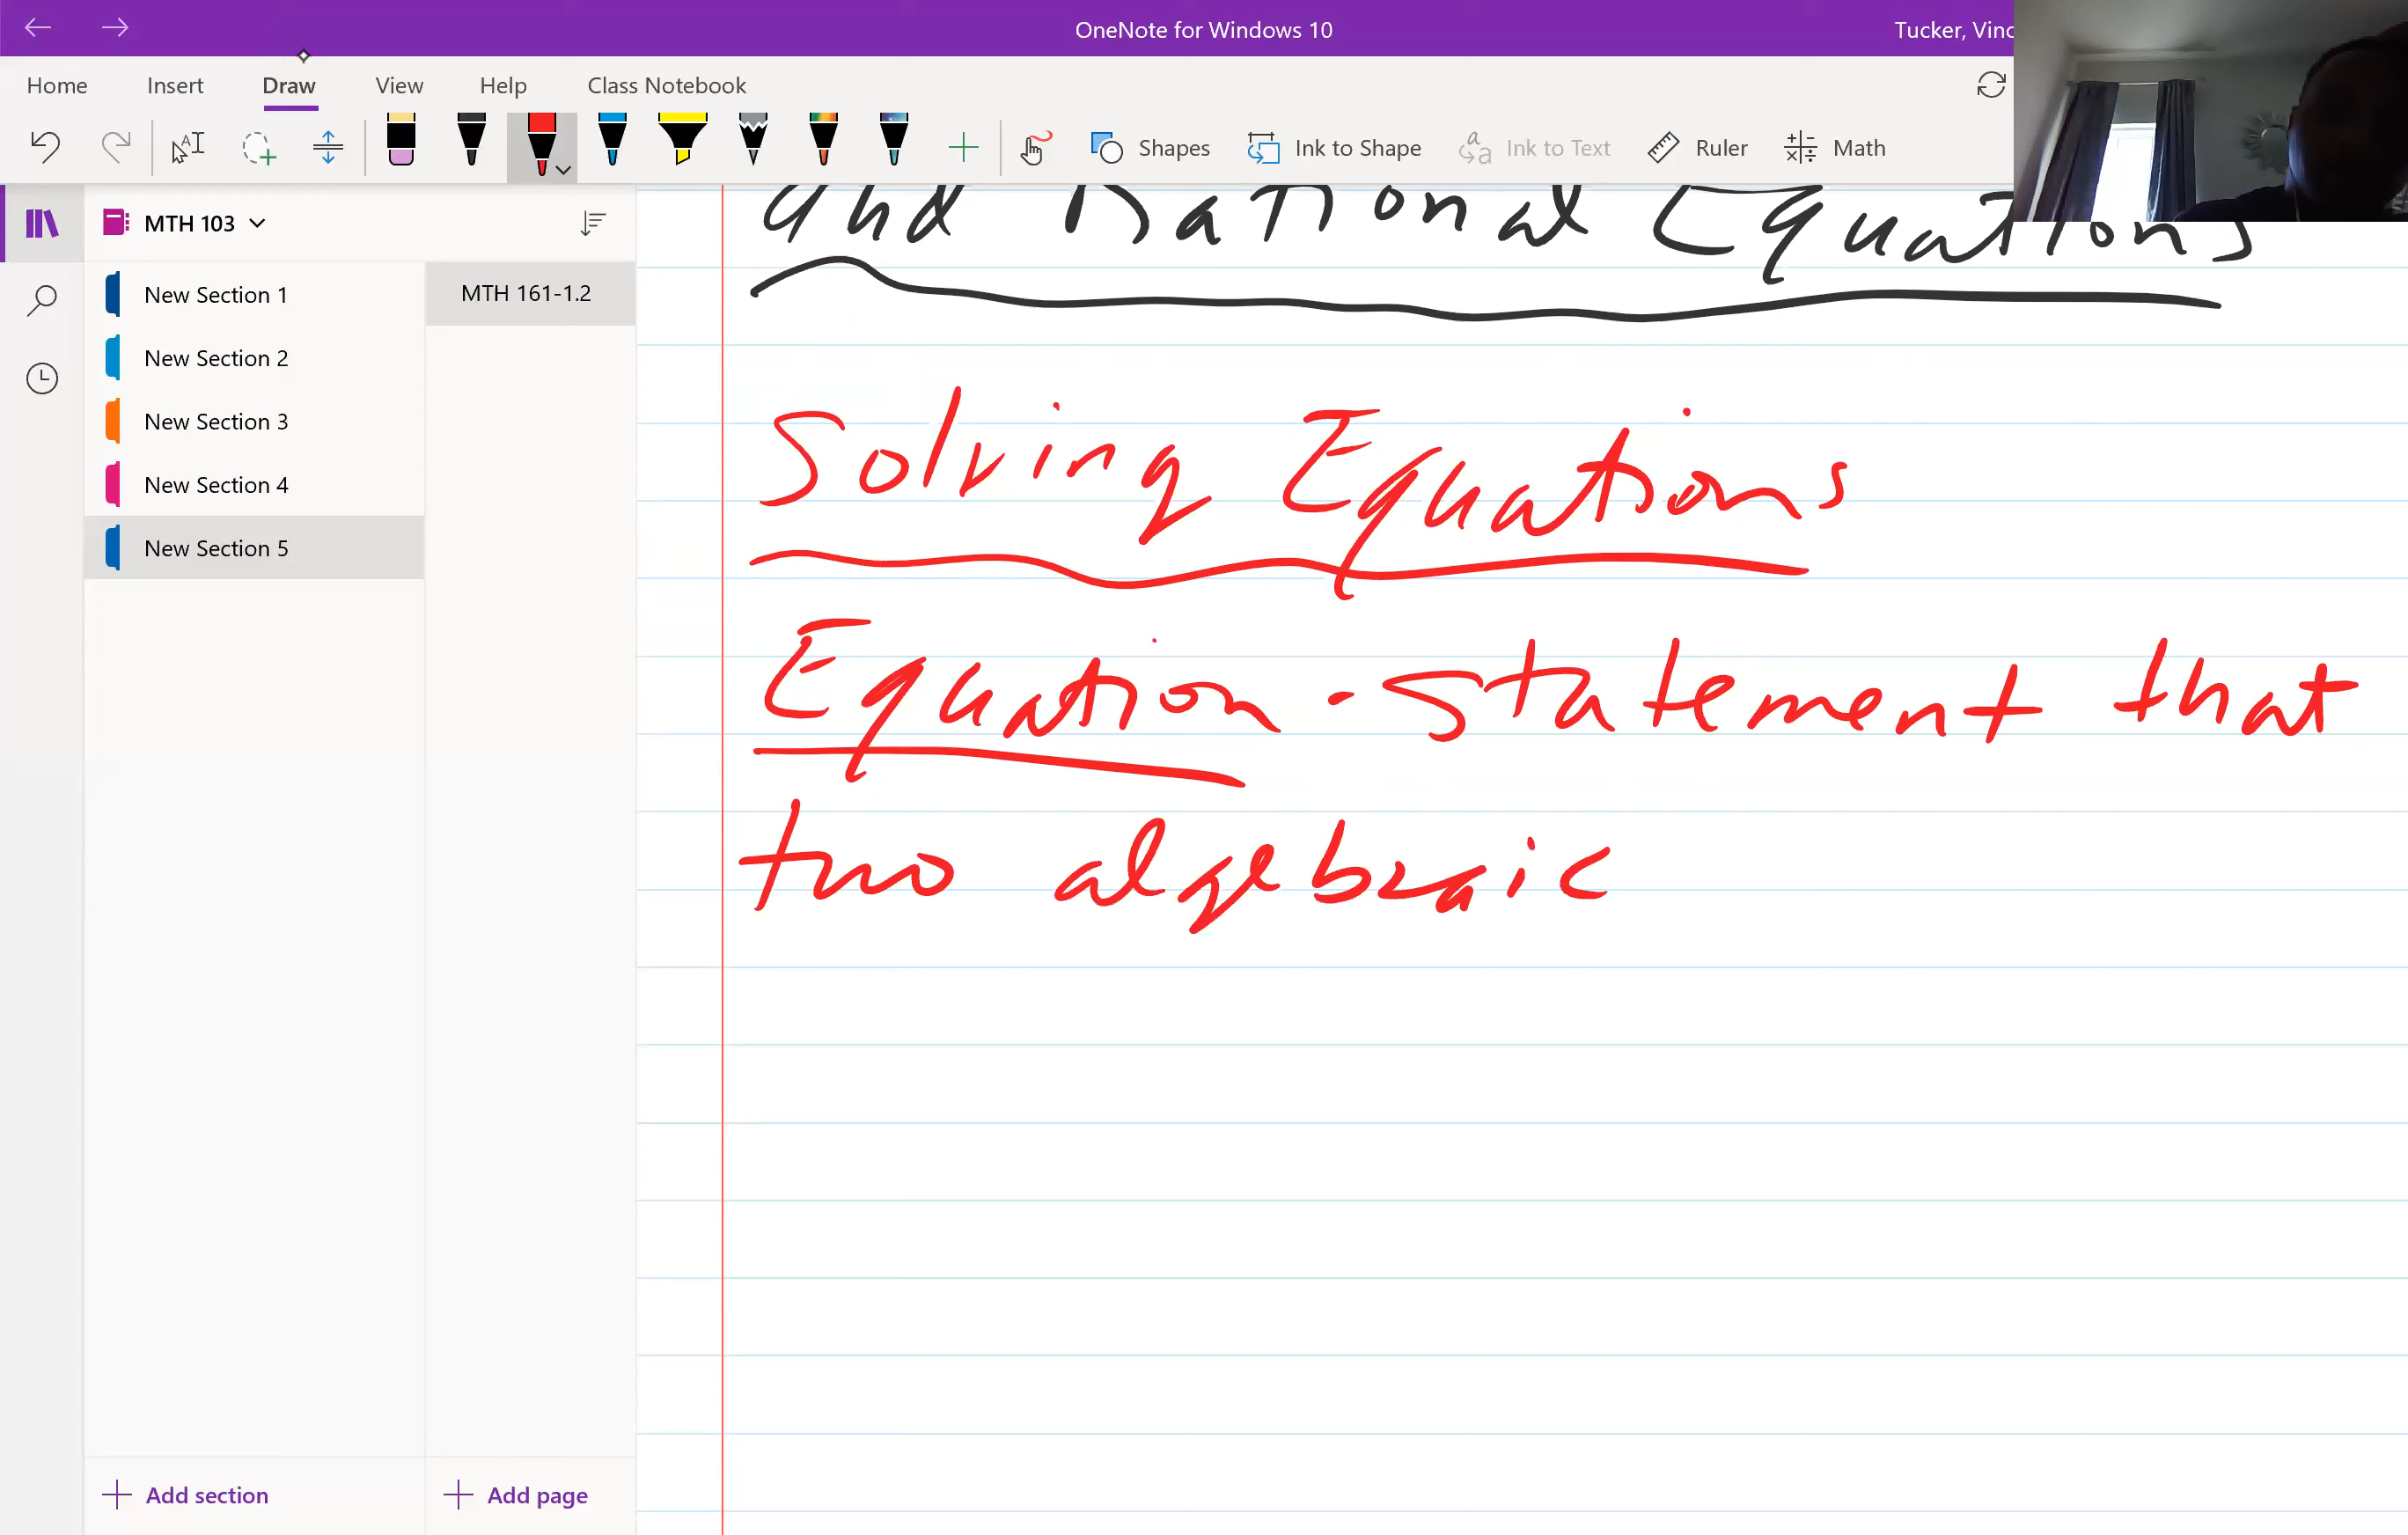 OneNote for Windows 10
Tucker, Vinc
Home Insert Draw View Help Class Notebook
Shapes Ink to Shape Ink to Text Ruler Math
MTH 103
New Section 1
New Section 2
New Section 3
New Section 4
New Section 5
MTH 161-1.2
and Rational Equations
Solving Equations
Equation - statement that
two algebraic
Add section
Add page